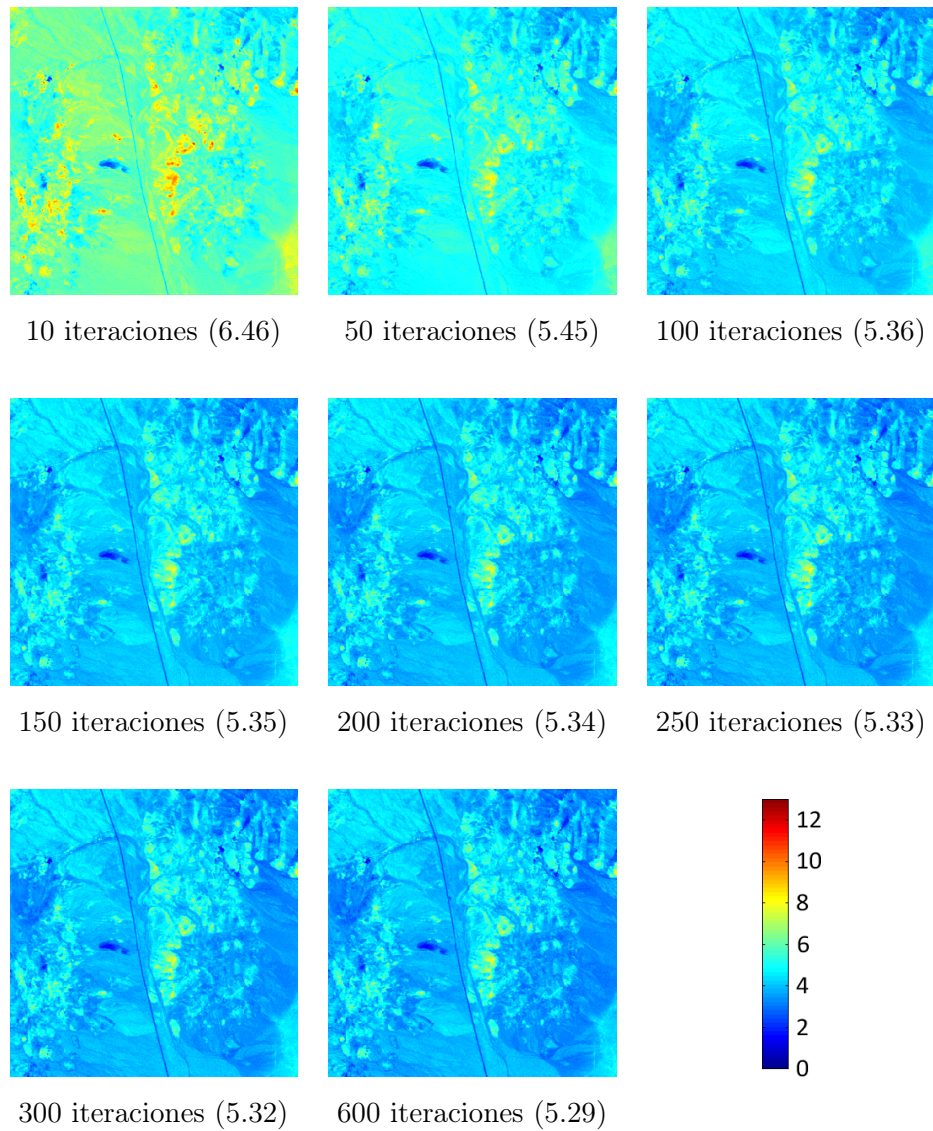 10 iteraciones (6.46)
50 iteraciones (5.45)
100 iteraciones (5.36)
150 iteraciones (5.35)
200 iteraciones (5.34)
250 iteraciones (5.33)
12
10
8
6
4
2
0
300 iteraciones (5.32)
600 iteraciones (5.29)